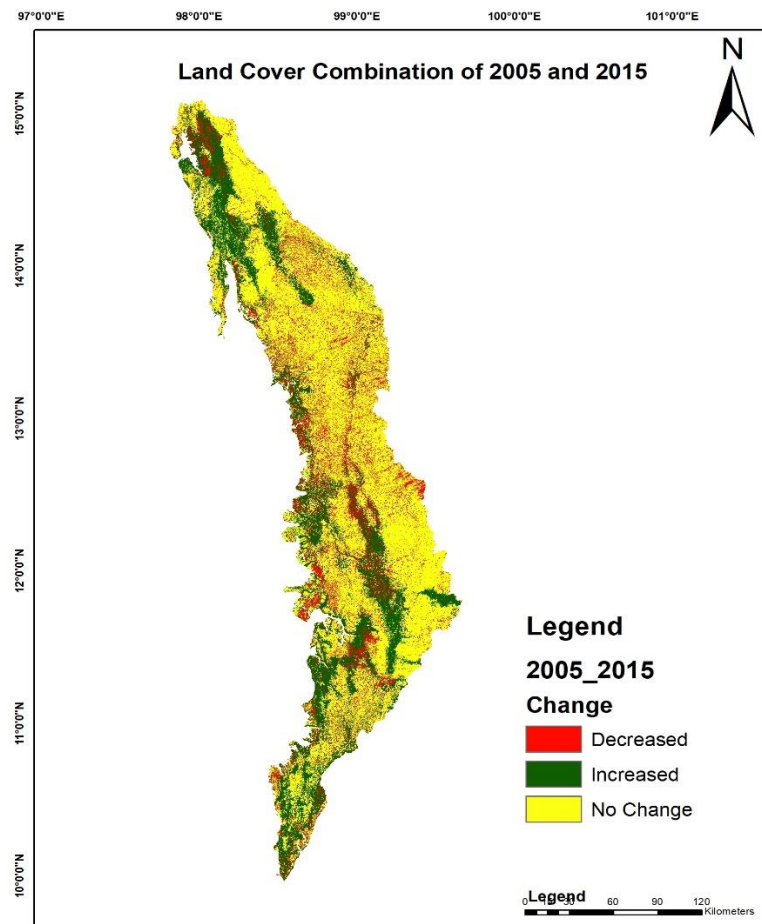 97°0'0"E 98°0'0"E 99°0'0"E 100°0'0"E 101°0'0"E
N
Land Cover Combination of 2005 and 2015
15°0'0"N
14°0'0"N
13°0'0"N
12°0'0"N
11°0'0"N
10°0'0"N
Legend
2005_2015
Change
Decreased
Increased
No Change
Legend
0 15 30 60 90 120
Kilometers